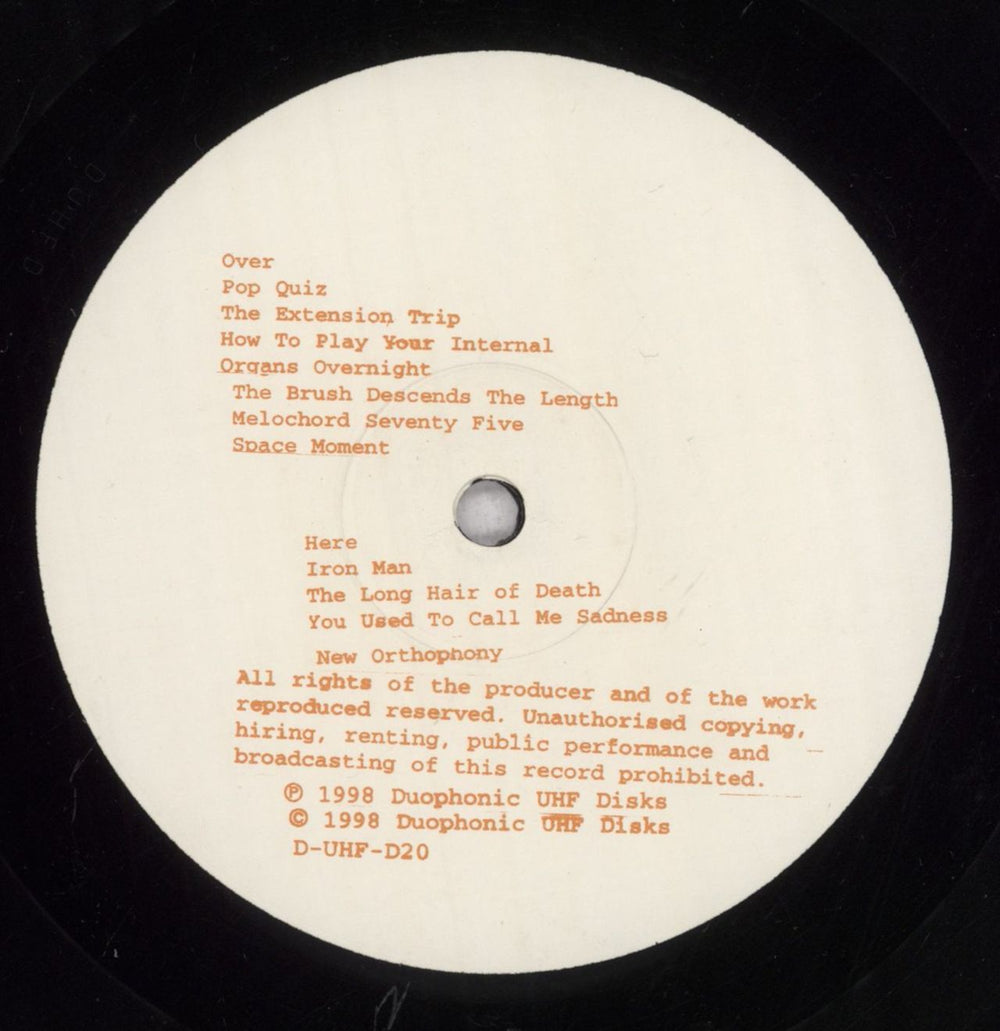 Over
Pop Quiz
The Extension Trip
How To Play Your Internal
Organs Overnight
The Brush Descends The Length
Melochord Seventy Five
Space Moment
Here
Iron Man
The Long Hair of Death
You Used To Call Me Sadness
New Orthophony
All rights of the producer and of the work
reproduced reserved. Unauthorised copying,
hiring, renting, public performance and
broadcasting of this record prohibited.
℗ 1998 Duophonic UHF Disks
© 1998 Duophonic UHF Disks
D-UHF-D20